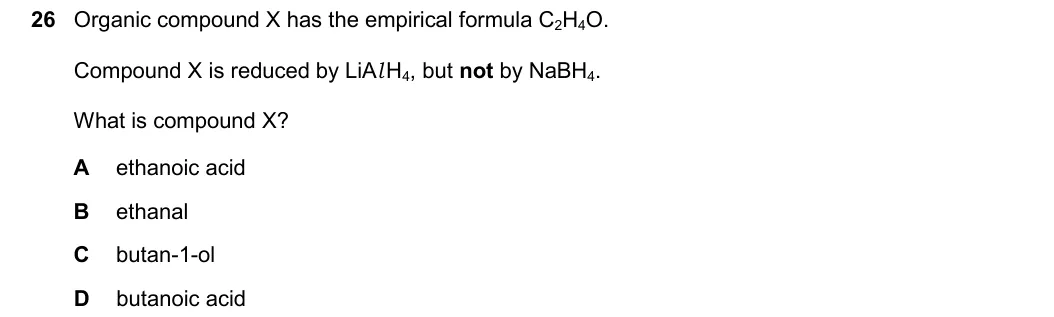 26 Organic compound X has the empirical formula C₂H₄O.
Compound X is reduced by LiAlH₄, but not by NaBH₄.
What is compound X?
A ethanoic acid
B ethanal
C butan-1-ol
D butanoic acid